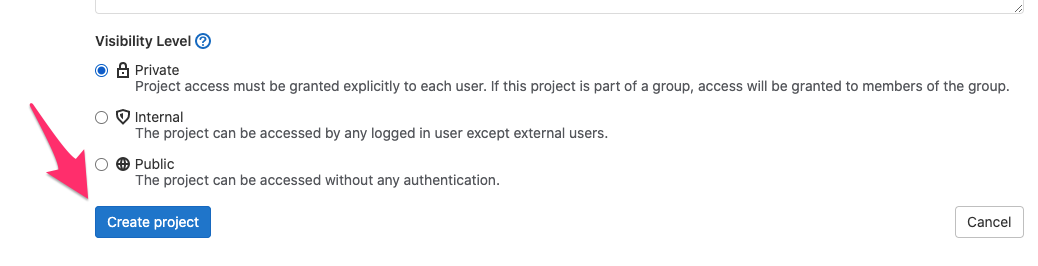 Visibility Level
Private
Project access must be granted explicitly to each user. If this project is part of a group, access will be granted to members of the group.
Internal
The project can be accessed by any logged in user except external users.
Public
The project can be accessed without any authentication.
Create project Cancel